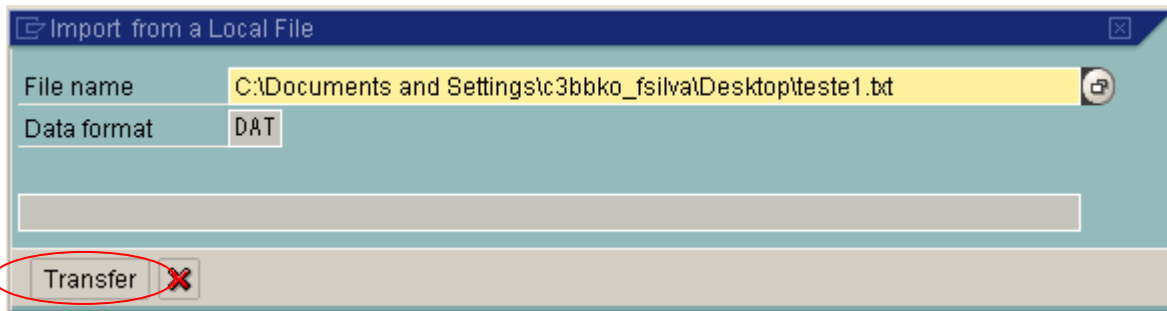 Import from a Local File
File name C:\Documents and Settings\c3bbko_fsilva\Desktop\teste1.txt
Data format DAT
Transfer